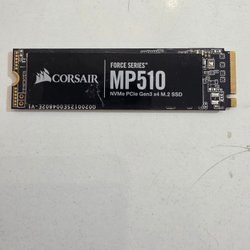 CORSAIR
FORCE SERIES™
MP510
NVMe PCIe Gen3 x4 M.2 SSD